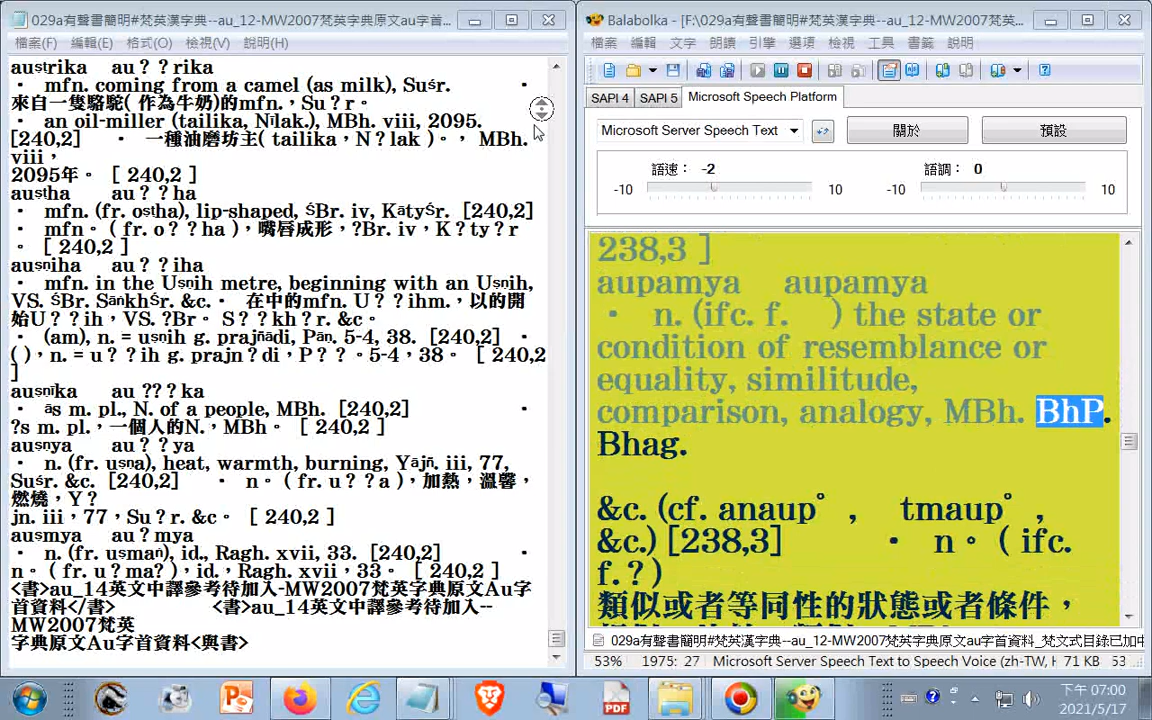 029a有聲書簡明#梵英漢字典--au_12-MW2007梵英字典原文au字首...
檔案(F) 編輯(E) 格式(O) 檢視(V) 說明(H)
auṣṭrika au??rika
• mfn. coming from a camel (as milk), Suśr.
來自一隻駱駝( 作為牛奶)的mfn.，Su?r。
• an oil-miller (tailika, Nīlak.), MBh. viii, 2095.
[240,2] • 一種油磨坊主( tailika，N?lak )。， MBh.
viii，
2095年。 [ 240,2 ]
auṣṭha au??ha
• mfn. (fr. oṣṭha), lip-shaped, ŚBr. iv, KātyŚr. [240,2]
• mfn。( fr. o??ha )，嘴唇成形，?Br. iv，K?ty?r
。 [ 240,2 ]
auṣṇiha au??iha
• mfn. in the Uṣṇih metre, beginning with an Uṣṇih,
VS. ŚBr. ŚāṅkhŚr. &c. • 在中的mfn. U??ihm.，以的開
始U??ih，VS. ?Br。 S??kh?r. &c。
• (am), n. = uṣṇih g. prajñādi, Pāṇ. 5-4, 38. [240,2]
( )，n. = u??ih g. prajn?di，P??。5-4，38。 [ 240,2
]
auṣṇīka au???ka
• ās m. pl., N. of a people, MBh. [240,2] •
?s m. pl.，一個人的N.，MBh。 [ 240,2 ]
auṣṇya au??ya
• n. (fr. uṣṇa), heat, warmth, burning, Yājñ. iii, 77,
Suśr. &c. [240,2] • n。( fr. u??a )，加熱，溫馨，
燃燒，Y?
jn. iii，77，Su?r. &c。 [ 240,2 ]
auṣmya au?mya
• n. (fr. uṣman), id., Ragh. xvii, 33. [240,2] •
n。( fr. u?ma?)，id.，Ragh. xvii，33。 [ 240,2 ]
<書>au_14英文中譯參考待加入-MW2007梵英字典原文Au字
首資料</書> <書>au_14英文中譯參考待加入--
MW2007梵英
字典原文Au字首資料<與書>
Balabolka - [F:\029a有聲書簡明#梵英漢字典--au_12-MW2007梵英...
檔案 編輯 文字 朗讀 引擎 選項 檢視 工具 書籤 說明
SAPI 4 SAPI 5 Microsoft Speech Platform
Microsoft Server Speech Text 關於 預設
語速： -2 語調： 0
-10 10 -10 10
238,3 ]
aupamya aupamya
• n. (ifc. f. ) the state or
condition of resemblance or
equality, similitude,
comparison, analogy, MBh. BhP.
Bhag.
&c. (cf. anaup° , tmaup° ,
&c.) [238,3] • n。( ifc.
f.？)
類似或者等同性的狀態或者條件，
029a有聲書簡明#梵英漢字典--au_12-MW2007梵英字典原文au字首資料_梵文式目錄已加中
53% 1975: 27 Microsoft Server Speech Text to Speech Voice (zh-TW, H 71 KB 53
下午 07:00
2021/5/17